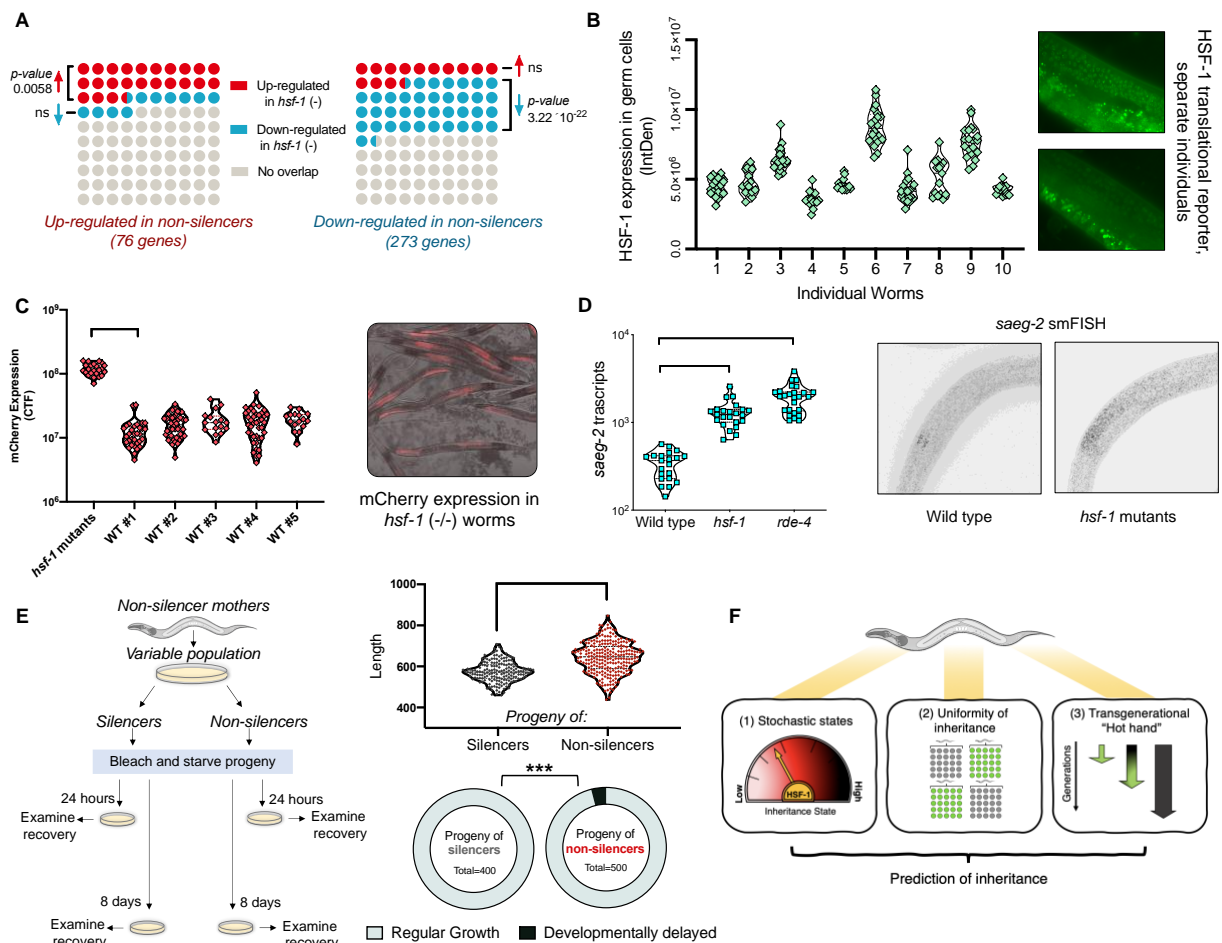 A
p-value
0.0058
ns
Up-regulated
in hsf-1 (-)
Down-regulated
in hsf-1 (-)
No overlap
ns
p-value
3.22 ´10-22
Up-regulated in non-silencers
(76 genes)
Down-regulated in non-silencers
(273 genes)
B
HSF-1 expression in germ cells
(IntDen)
1.5×10⁷
1.0×10⁷
5.0×10⁶
0.0
1 2 3 4 5 6 7 8 9 10
Individual Worms
HSF-1 translational reporter,
separate individuals
C
mCherry Expression
(CTF)
10⁹
10⁸
10⁷
10⁶
hsf-1 mutants
WT #1
WT #2
WT #3
WT #4
WT #5
mCherry expression in
hsf-1 (-/-) worms
D
saeg-2 trascripts
10⁴
10³
10²
Wild type
hsf-1
rde-4
saeg-2 smFISH
Wild type
hsf-1 mutants
E
Non-silencer mothers
Variable population
Silencers
Non-silencers
Bleach and starve progeny
24 hours
24 hours
Examine
recovery
Examine
recovery
8 days
8 days
Examine
recovery
Examine
recovery
Length
1000
800
600
400
Progeny of:
Silencers
Non-silencers
***
Progeny of
silencers
Total=400
Progeny of
non-silencers
Total=500
Regular Growth
Developmentally delayed
F
(1) Stochastic states
Low
High
HSF-1
Inheritance State
(2) Uniformity of
inheritance
(3) Transgenerational
“Hot hand”
Generations
Prediction of inheritance